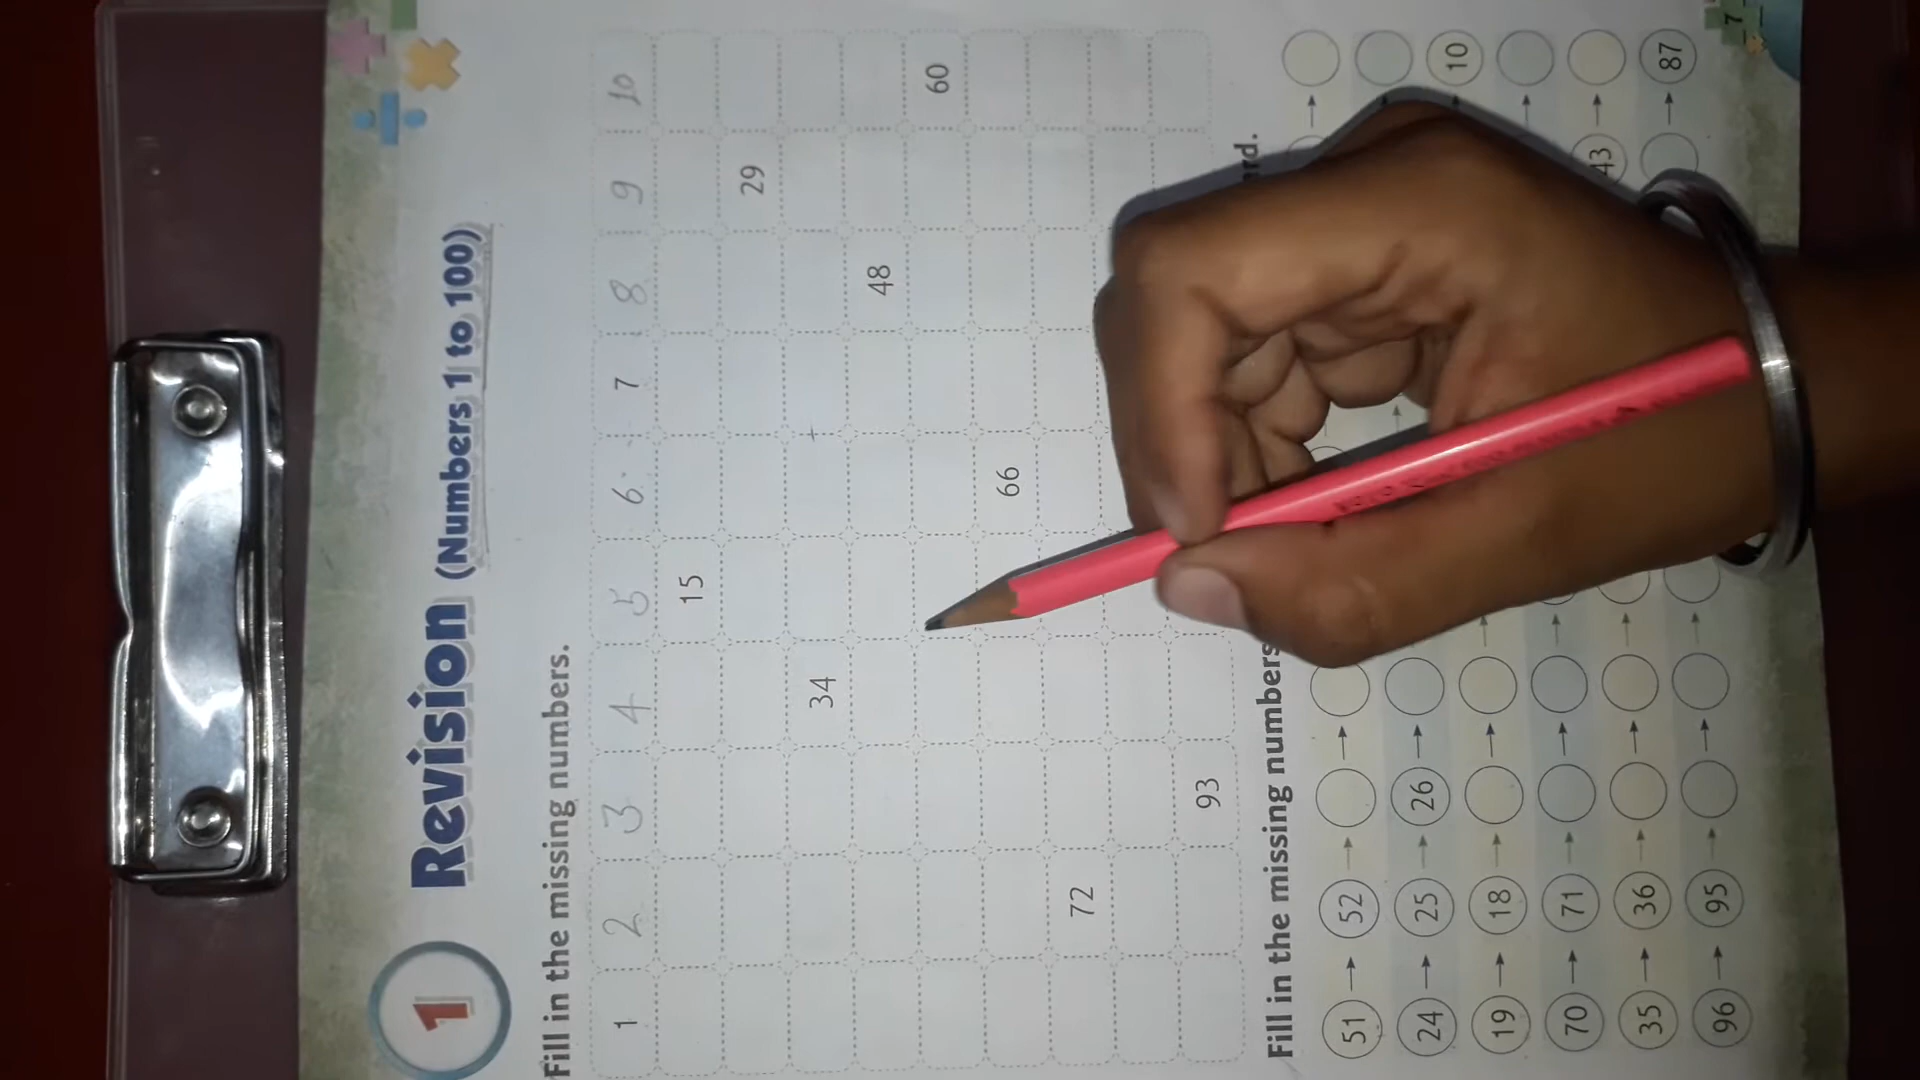 1 Revision (Numbers 1 to 100)
Fill in the missing numbers.
1 2 3 4 5 6 7 8 9 10
15
29
34
48
60
66
72
93
Fill in the missing numbers
51 → 52 → → →
24 → 25 → 26 →
19 → 18 → → → 10
70 → 71 → → → →
35 → 36 → → 43 →
96 → 95 → → → → 87
7